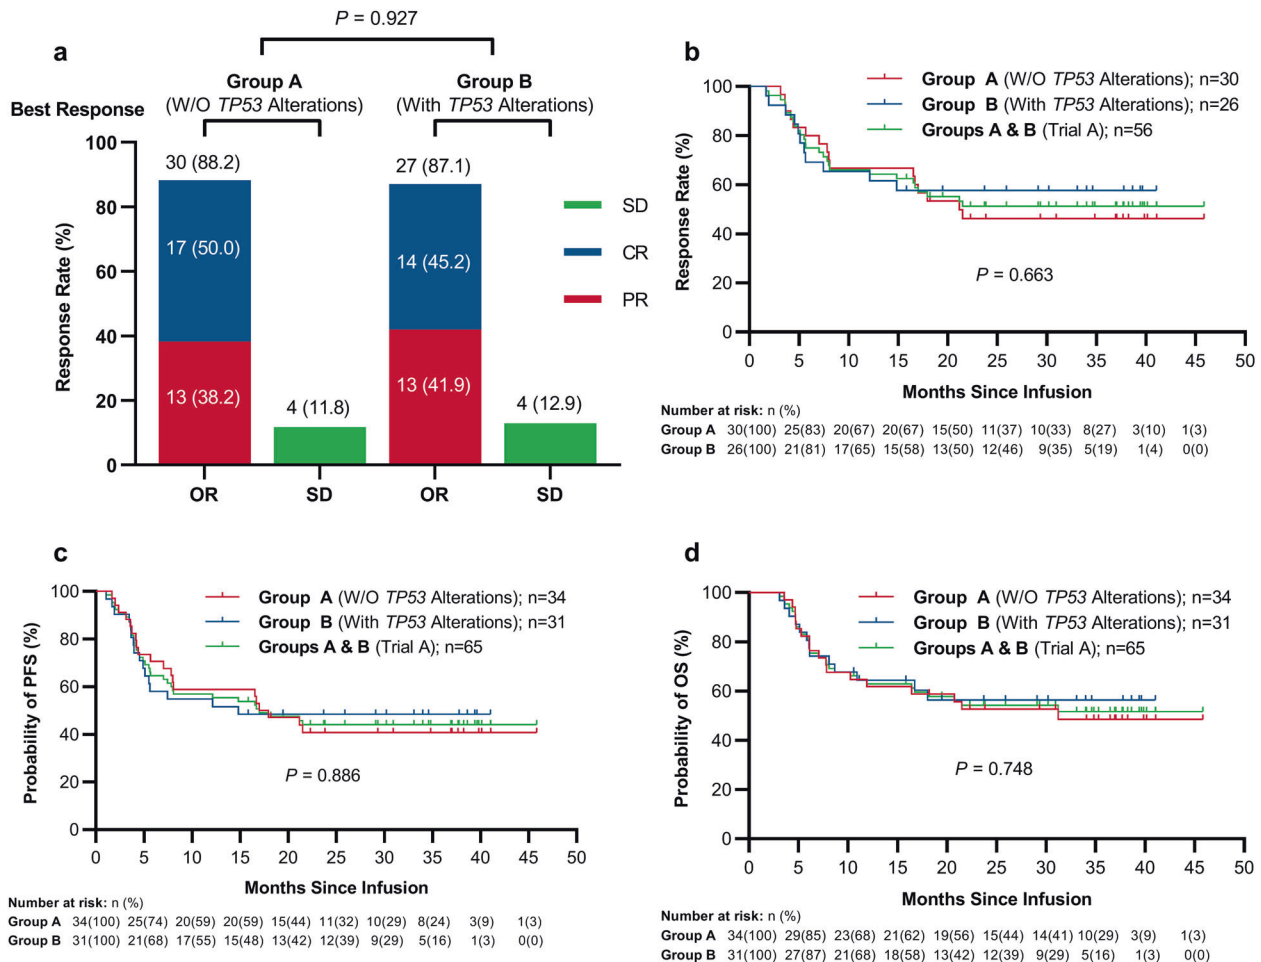 a
P = 0.927
Group A
(W/O TP53 Alterations)
Group B
(With TP53 Alterations)
Best Response
Response Rate (%)
100
80
60
40
20
0
30 (88.2)
17 (50.0)
13 (38.2)
4 (11.8)
27 (87.1)
14 (45.2)
13 (41.9)
4 (12.9)
OR
SD
OR
SD
SD
CR
PR
b
Group A (W/O TP53 Alterations); n=30
Group B (With TP53 Alterations); n=26
Groups A & B (Trial A); n=56
Response Rate (%)
100
80
60
40
20
0
P = 0.663
0 5 10 15 20 25 30 35 40 45 50
Months Since Infusion
Number at risk: n (%)
Group A 30(100) 25(83) 20(67) 20(67) 15(50) 11(37) 10(33) 8(27) 3(10) 1(3)
Group B 26(100) 21(81) 17(65) 15(58) 13(50) 12(46) 9(35) 5(19) 1(4) 0(0)
c
Group A (W/O TP53 Alterations); n=34
Group B (With TP53 Alterations); n=31
Groups A & B (Trial A); n=65
Probability of PFS (%)
100
80
60
40
20
0
P = 0.886
0 5 10 15 20 25 30 35 40 45 50
Months Since Infusion
Number at risk: n (%)
Group A 34(100) 25(74) 20(59) 20(59) 15(44) 11(32) 10(29) 8(24) 3(9) 1(3)
Group B 31(100) 21(68) 17(55) 15(48) 13(42) 12(39) 9(29) 5(16) 1(3) 0(0)
d
Group A (W/O TP53 Alterations); n=34
Group B (With TP53 Alterations); n=31
Groups A & B (Trial A); n=65
Probability of OS (%)
100
80
60
40
20
0
P = 0.748
0 5 10 15 20 25 30 35 40 45 50
Months Since Infusion
Number at risk: n (%)
Group A 34(100) 29(85) 23(68) 21(62) 19(56) 15(44) 14(41) 10(29) 3(9) 1(3)
Group B 31(100) 27(87) 21(68) 18(58) 13(42) 12(39) 9(29) 5(16) 1(3) 0(0)